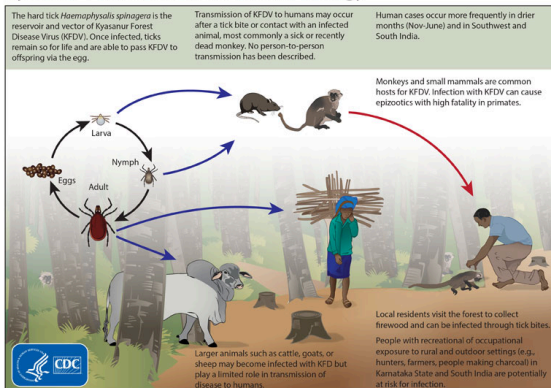 The hard tick Haemaphysalis spinagera is the
reservoir and vector of Kyasanur Forest
Disease Virus (KFDV). Once infected, ticks
remain so for life and are able to pass KFDV to
offspring via the egg.
Transmission of KFDV to humans may occur
after a tick bite or contact with an infected
animal, most commonly a sick or recently
dead monkey. No person-to-person
transmission has been described.
Human cases occur more frequently in drier
months (Nov-June) and in Southwest and
South India.
Monkeys and small mammals are common
hosts for KFDV. Infection with KFDV can cause
epizootics with high fatality in primates.
Larva
Nymph
Eggs
Adult
Local residents visit the forest to collect
firewood and can be infected through tick bites.
People with recreational of occupational
exposure to rural and outdoor settings (e.g.,
hunters, farmers, people making charcoal) in
Karnataka State and South India are potentially
at risk for infection.
Larger animals such as cattle, goats, or
sheep may become infected with KFD but
play a limited role in transmission of
disease to humans.
CDC